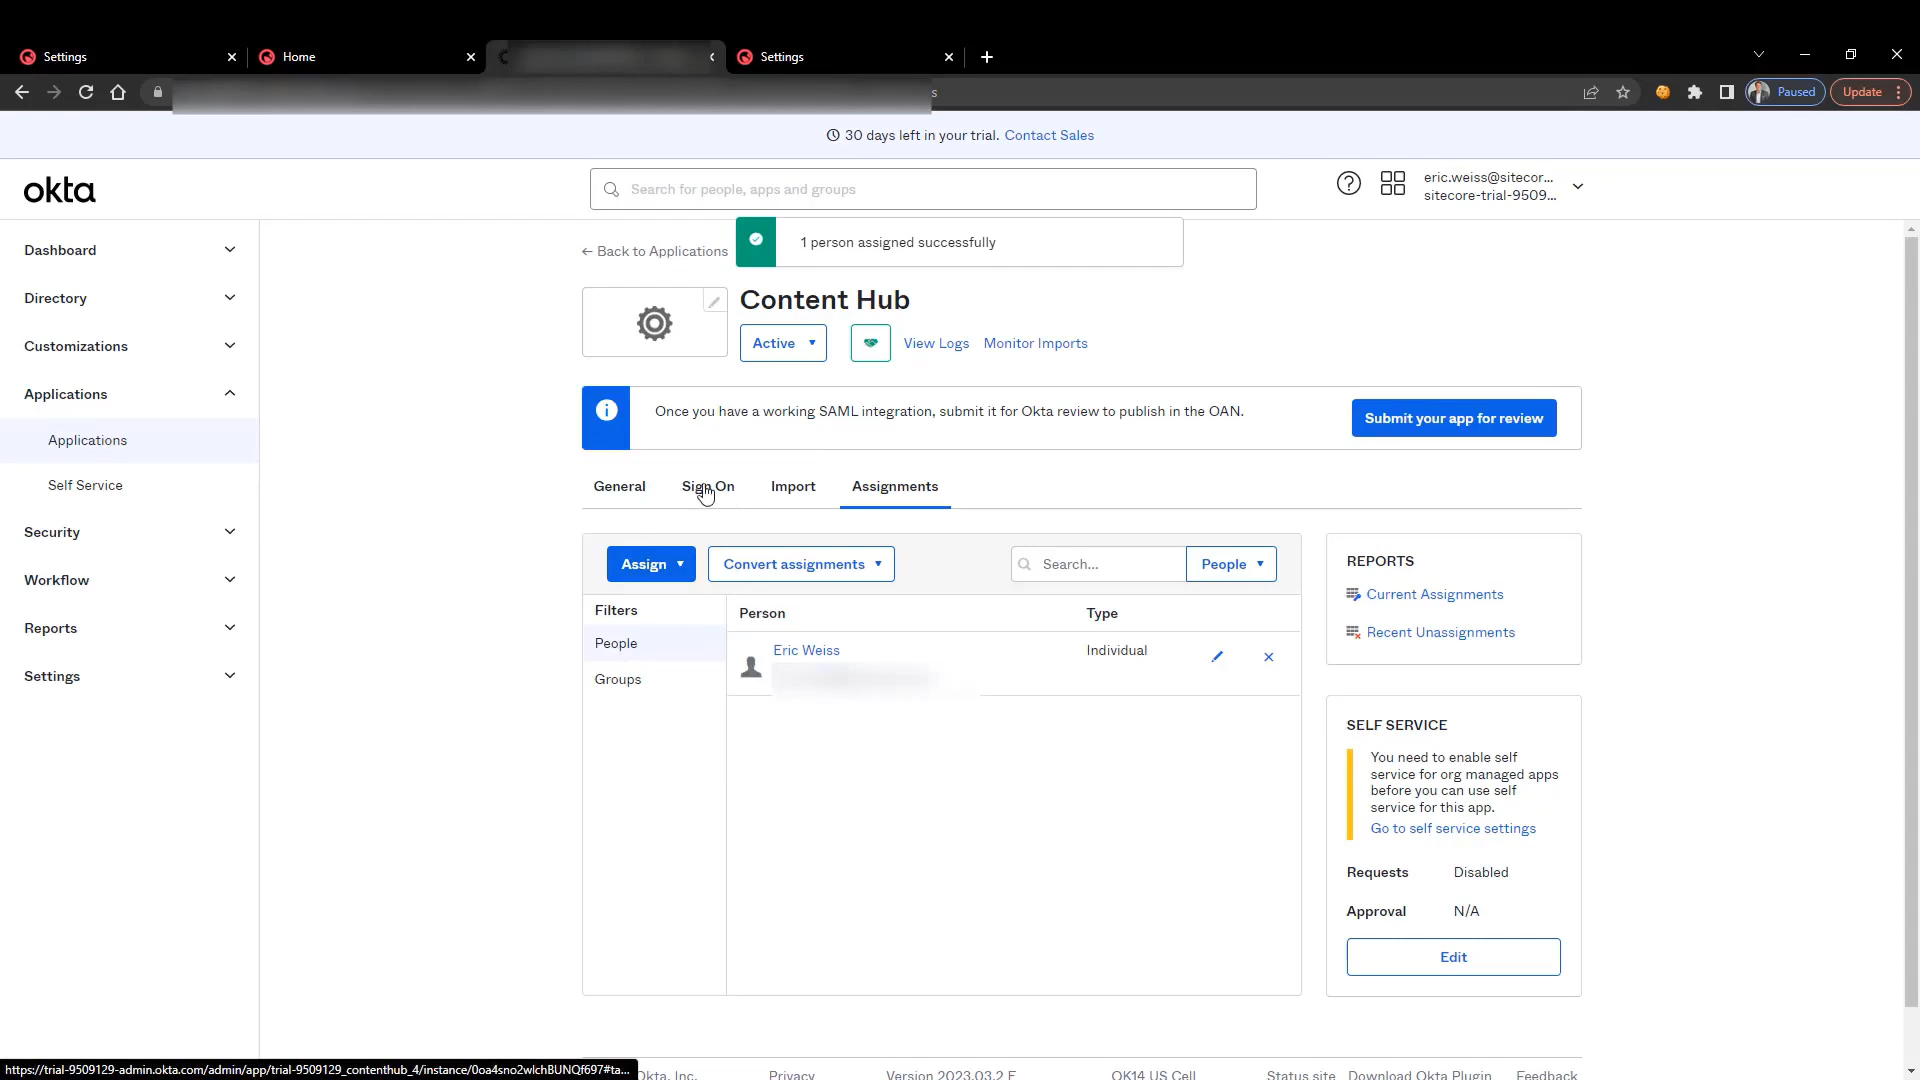 Settings
Home
Settings
s
Paused
Update
30 days left in your trial. Contact Sales
okta
Search for people, apps and groups
eric.weiss@sitecor...
sitecore-trial-9509...
Dashboard
Directory
Customizations
Applications
Applications
Self Service
Security
Workflow
Reports
Settings
← Back to Applications
1 person assigned successfully
Content Hub
Active
View Logs
Monitor Imports
Once you have a working SAML integration, submit it for Okta review to publish in the OAN.
Submit your app for review
General
Sign On
Import
Assignments
Assign
Convert assignments
Search...
People
Filters
Person
Type
People
Groups
Eric Weiss
Individual
REPORTS
Current Assignments
Recent Unassignments
SELF SERVICE
You need to enable self
service for org managed apps
before you can use self
service for this app.
Go to self service settings
Requests Disabled
Approval N/A
Edit
https://trial-9509129-admin.okta.com/admin/app/trial-9509129_contenthub_4/instance/0oa4sno2wlchBUNQf697#ta...
Okta, Inc.
Privacy
Version 2023.03.2 E
OK14 US Cell
Status site
Download Okta Plugin
Feedback